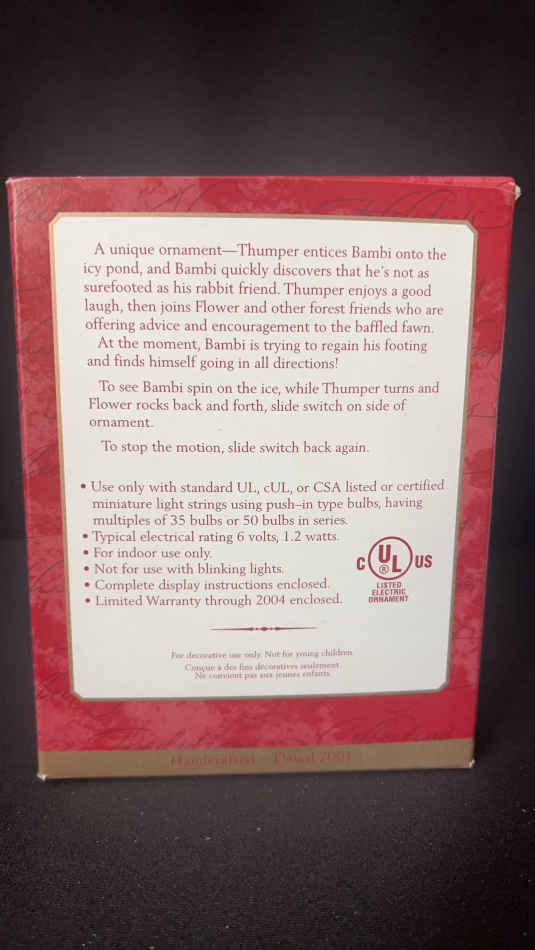 A unique ornament—Thumper entices Bambi onto the
icy pond, and Bambi quickly discovers that he's not as
surefooted as his rabbit friend. Thumper enjoys a good
laugh, then joins Flower and other forest friends who are
offering advice and encouragement to the baffled fawn.
At the moment, Bambi is trying to regain his footing
and finds himself going in all directions!
To see Bambi spin on the ice, while Thumper turns and
Flower rocks back and forth, slide switch on side of
ornament.
To stop the motion, slide switch back again.
• Use only with standard UL, cUL, or CSA listed or certified
miniature light strings using push-in type bulbs, having
multiples of 35 bulbs or 50 bulbs in series.
• Typical electrical rating 6 volts, 1.2 watts.
• For indoor use only.
• Not for use with blinking lights.
• Complete display instructions enclosed.
• Limited Warranty through 2004 enclosed.
C UL ® US
LISTED
ELECTRIC
ORNAMENT
For decorative use only. Not for young children.
Conçue à des fins décoratives seulement.
Ne convient pas aux jeunes enfants.
Handcrafted Dated 2001